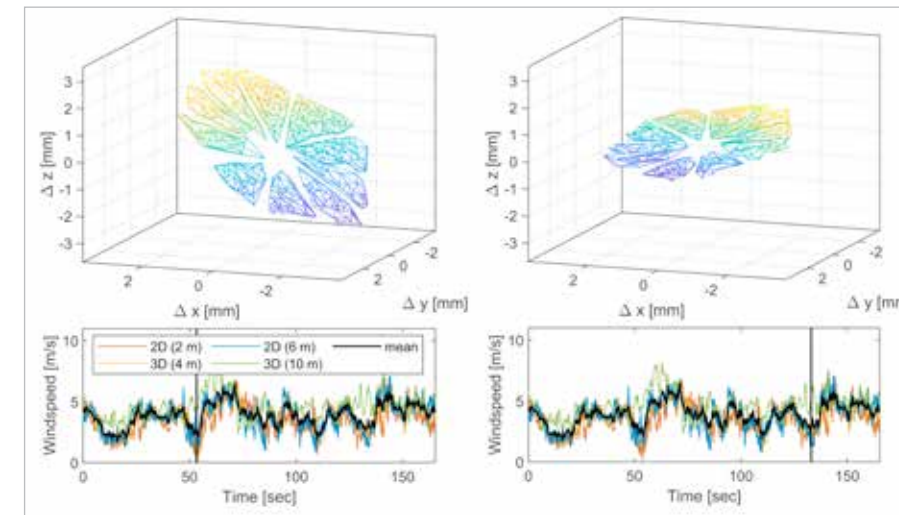 3
2
1
0
-1
-2
-3
Δ z [mm]
2
0
-2
Δ x [mm]
2
0
-2
Δ y [mm]
3
2
1
0
-1
-2
-3
Δ z [mm]
2
0
-2
Δ x [mm]
2
0
-2
Δ y [mm
10
5
0
Windspeed [m/s]
2D (2 m) 2D (6 m) mean
3D (4 m) 3D (10 m)
0 50 100 150
Time [sec]
10
5
0
Windspeed [m/s]
0 50 100 150
Time [sec]